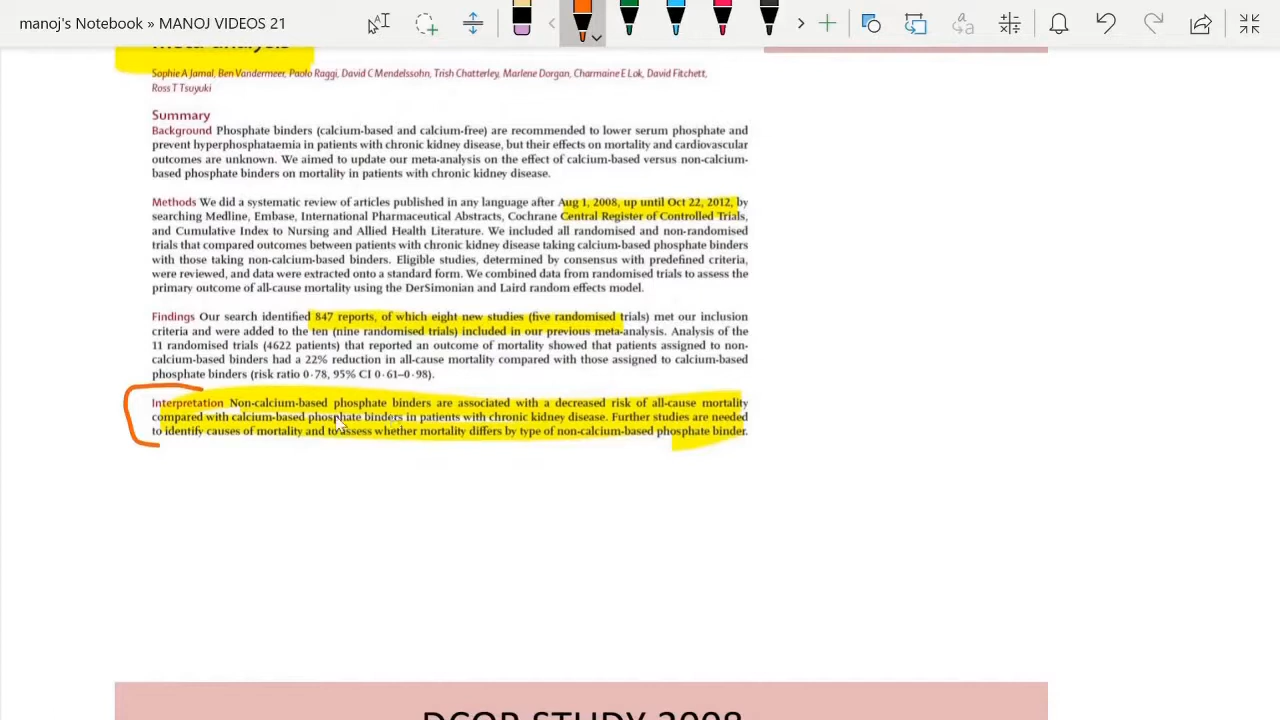 manoj's Notebook » MANOJ VIDEOS 21
meta-analysis
Sophie A Jamal, Ben Vandermeer, Paolo Raggi, David C Mendelssohn, Trish Chatterley, Marlene Dorgan, Charmaine E Lok, David Fitchett,
Ross T Tsuyuki
Summary
Background Phosphate binders (calcium-based and calcium-free) are recommended to lower serum phosphate and
prevent hyperphosphataemia in patients with chronic kidney disease, but their effects on mortality and cardiovascular
outcomes are unknown. We aimed to update our meta-analysis on the effect of calcium-based versus non-calcium-
based phosphate binders on mortality in patients with chronic kidney disease.
Methods We did a systematic review of articles published in any language after Aug 1, 2008, up until Oct 22, 2012, by
searching Medline, Embase, International Pharmaceutical Abstracts, Cochrane Central Register of Controlled Trials,
and Cumulative Index to Nursing and Allied Health Literature. We included all randomised and non-randomised
trials that compared outcomes between patients with chronic kidney disease taking calcium-based phosphate binders
with those taking non-calcium-based binders. Eligible studies, determined by consensus with predefined criteria,
were reviewed, and data were extracted onto a standard form. We combined data from randomised trials to assess the
primary outcome of all-cause mortality using the DerSimonian and Laird random effects model.
Findings Our search identified 847 reports, of which eight new studies (five randomised trials) met our inclusion
criteria and were added to the ten (nine randomised trials) included in our previous meta-analysis. Analysis of the
11 randomised trials (4622 patients) that reported an outcome of mortality showed that patients assigned to non-
calcium-based binders had a 22% reduction in all-cause mortality compared with those assigned to calcium-based
phosphate binders (risk ratio 0·78, 95% CI 0·61–0·98).
Interpretation Non-calcium-based phosphate binders are associated with a decreased risk of all-cause mortality
compared with calcium-based phosphate binders in patients with chronic kidney disease. Further studies are needed
to identify causes of mortality and to assess whether mortality differs by type of non-calcium-based phosphate binder.
DCOR STUDY 2008